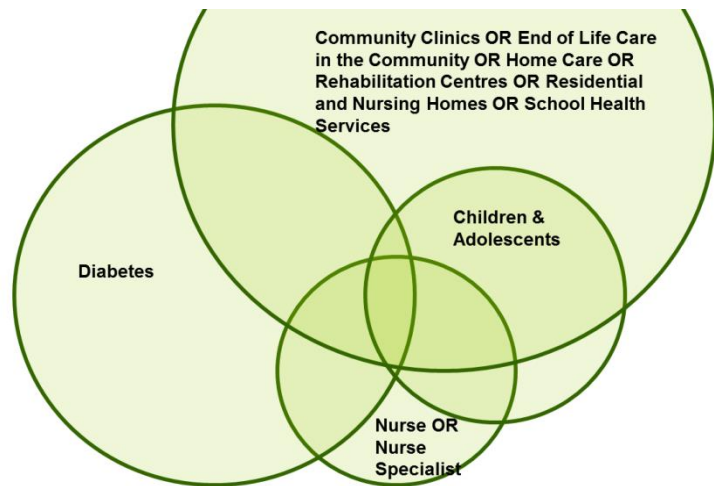 Community Clinics OR End of Life Care
in the Community OR Home Care OR
Rehabilitation Centres OR Residential
and Nursing Homes OR School Health
Services
Children &
Adolescents
Diabetes
Nurse OR
Nurse
Specialist